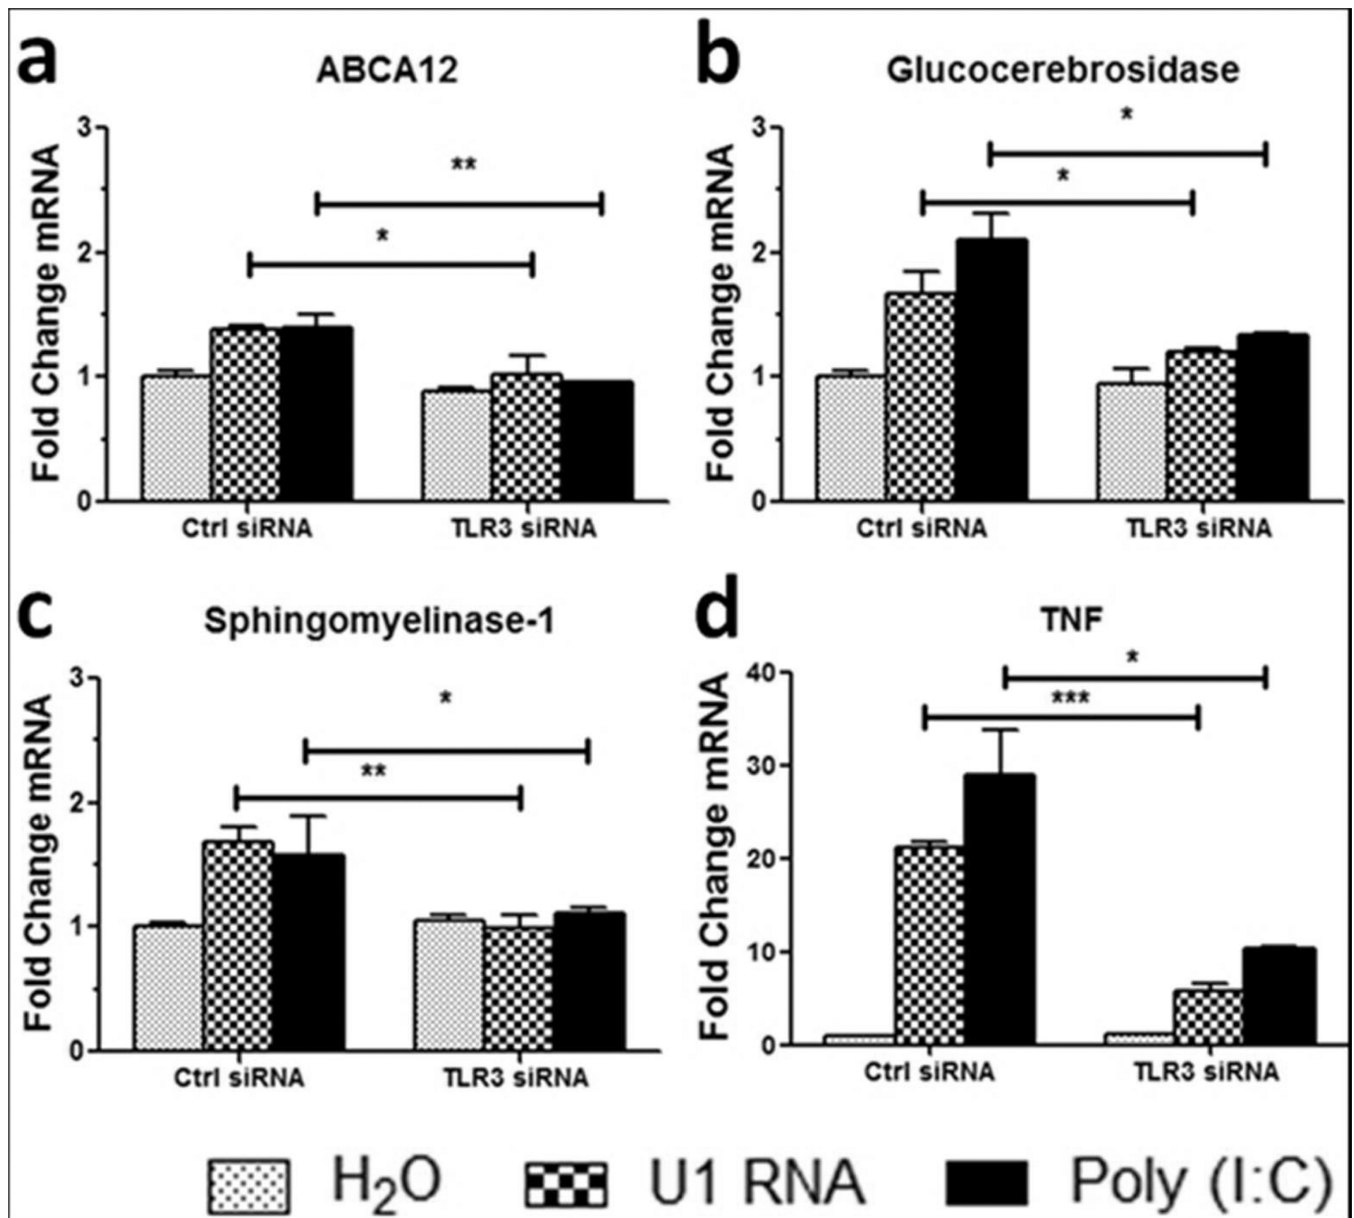 a
ABCA12
Fold Change mRNA
3
2
1
0
**
*
Ctrl siRNA
TLR3 siRNA
b
Glucocerebrosidase
Fold Change mRNA
3
2
1
0
*
*
Ctrl siRNA
TLR3 siRNA
c
Sphingomyelinase-1
Fold Change mRNA
3
2
1
0
*
**
Ctrl siRNA
TLR3 siRNA
d
TNF
Fold Change mRNA
40
30
20
10
0
*
***
Ctrl siRNA
TLR3 siRNA
H₂O
U1 RNA
Poly (I:C)